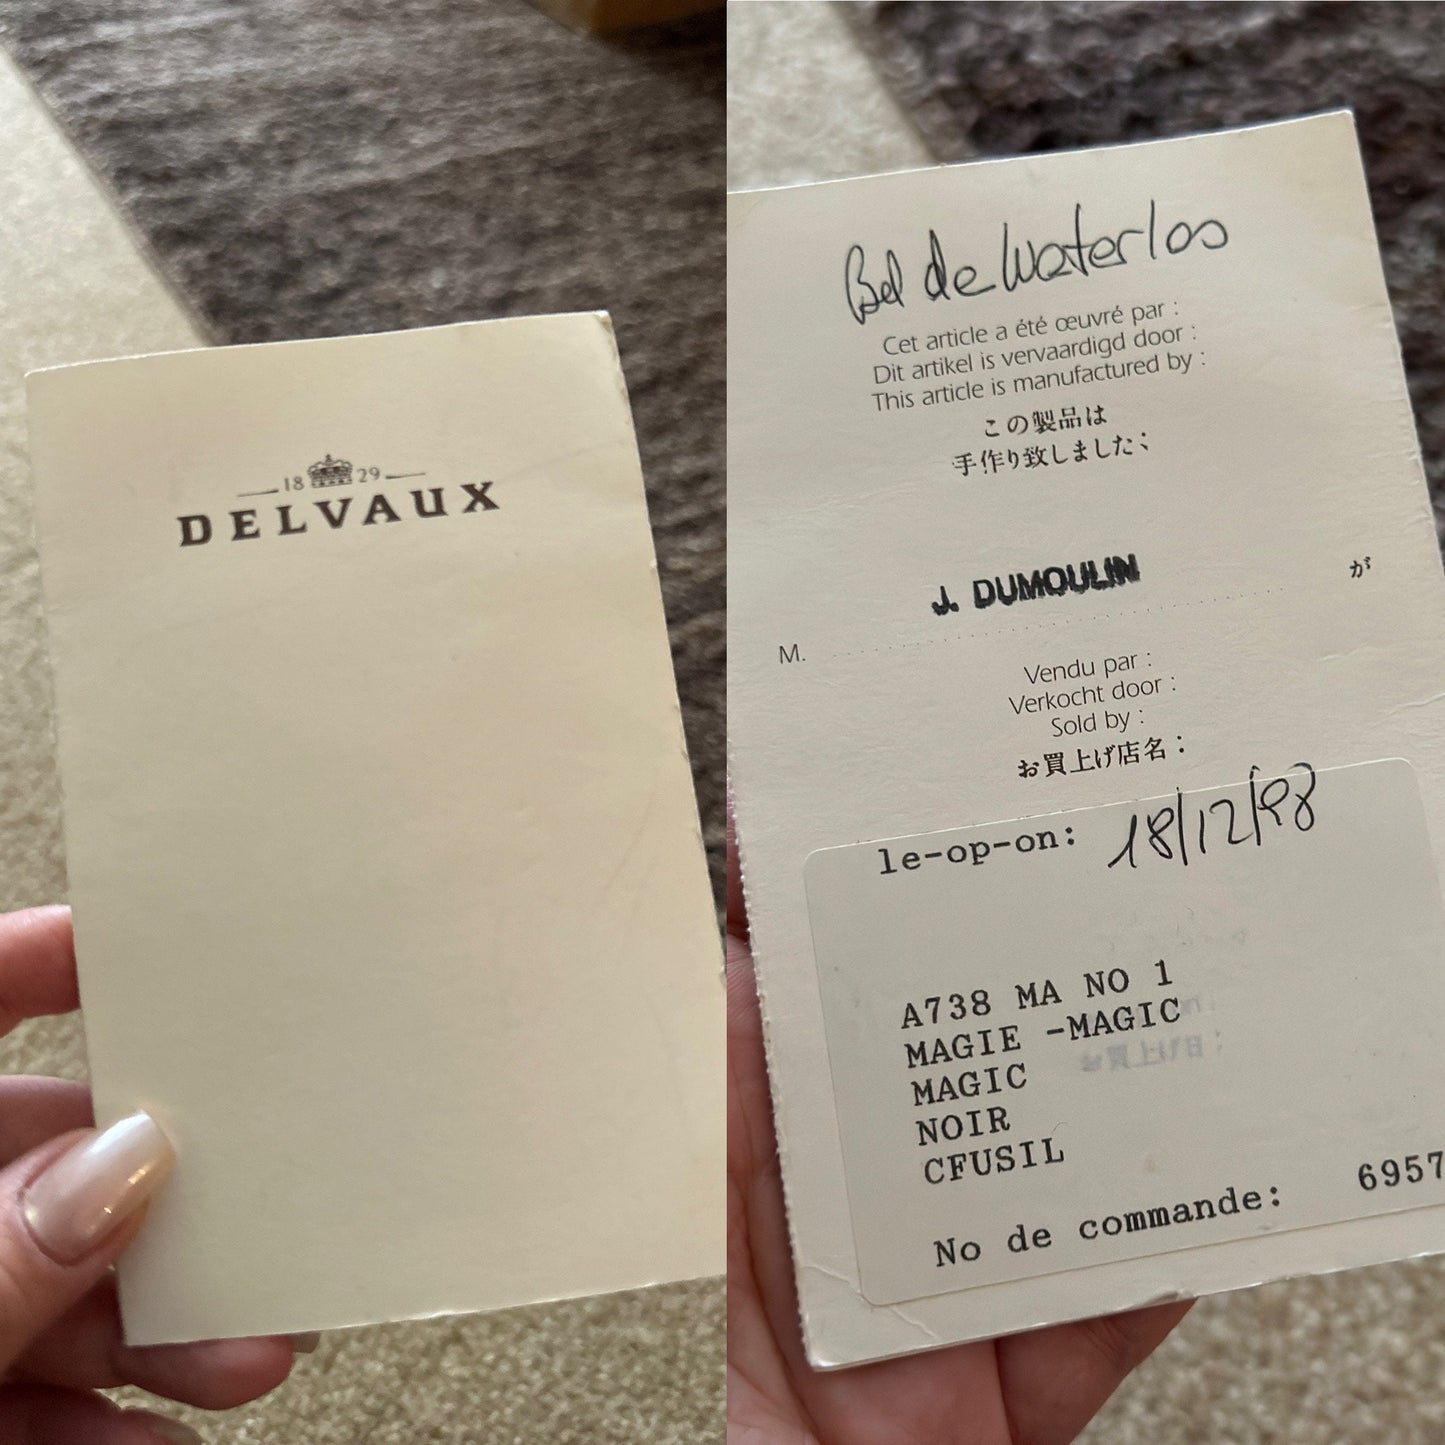 18 29
DELVAUX
Bd de Waterloo
Cet article a été œuvré par :
Dit artikel is vervaardigd door :
This article is manufactured by :
この製品は
手作り致しました;
J. DUMOULIN
M. が
Vendu par :
Verkocht door :
Sold by :
お買上げ店名:
le-op-on: 18/12/98
A738 MA NO 1
MAGIE -MAGIC
MAGIC
NOIR
CFUSIL
No de commande: 6957